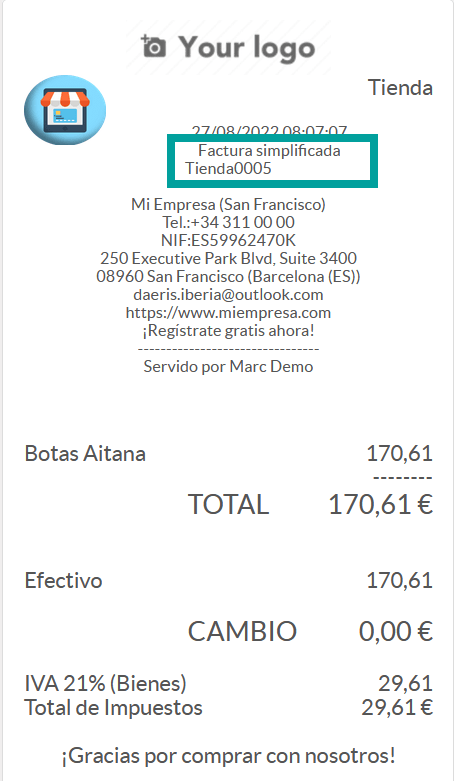 Your logo
Tienda
27/08/2022 08:07:07
Factura simplificada
Tienda0005
Mi Empresa (San Francisco)
Tel.:+34 311 00 00
NIF:ES59962470K
250 Executive Park Blvd, Suite 3400
08960 San Francisco (Barcelona (ES))
daeris.iberia@outlook.com
https://www.miempresa.com
¡Regístrate gratis ahora!
--------------------------------
Servido por Marc Demo
Botas Aitana 170,61
--------
TOTAL 170,61 €
Efectivo 170,61
CAMBIO 0,00 €
IVA 21% (Bienes) 29,61
Total de Impuestos 29,61 €
¡Gracias por comprar con nosotros!